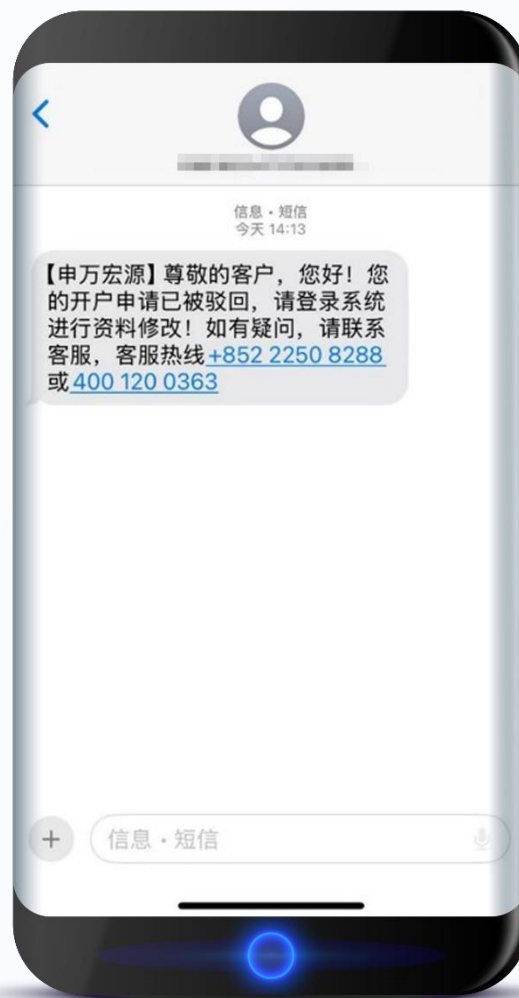 信息・短信
今天 14:13
【申万宏源】尊敬的客户，您好！您
的开户申请已被驳回，请登录系统
进行资料修改！如有疑问，请联系
客服，客服热线+852 2250 8288
或400 120 0363
信息・短信